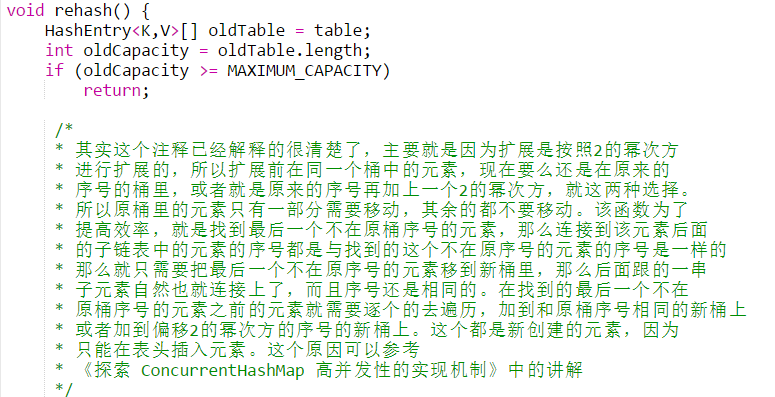 void rehash() {
HashEntry<K,V>[] oldTable = table;
int oldCapacity = oldTable.length;
if (oldCapacity >= MAXIMUM_CAPACITY)
return;
/*
* 其实这个注释已经解释的很清楚了，主要就是因为扩展是按照2的幂次方
* 进行扩展的，所以扩展前在同一个桶中的元素，现在要么还是在原来的
* 序号的桶里，或者就是原来的序号再加上一个2的幂次方，就这两种选择。
* 所以原桶里的元素只有一部分需要移动，其余的都不要移动。该函数为了
* 提高效率，就是找到最后一个不在原桶序号的元素，那么连接到该元素后面
* 的子链表中的元素的序号都是与找到的这个不在原序号的元素的序号是一样的
* 那么就只需要把最后一个不在原序号的元素移到新桶里，那么后面跟的一串
* 子元素自然也就连接上了，而且序号还是相同的。在找到的最后一个不在
* 原桶序号的元素之前的元素就需要逐个的去遍历，加到和原桶序号相同的新桶上
* 或者加到偏移2的幂次方的序号的新桶上。这个都是新创建的元素，因为
* 只能在表头插入元素。这个原因可以参考
* 《探索 ConcurrentHashMap 高并发性的实现机制》中的讲解
*/